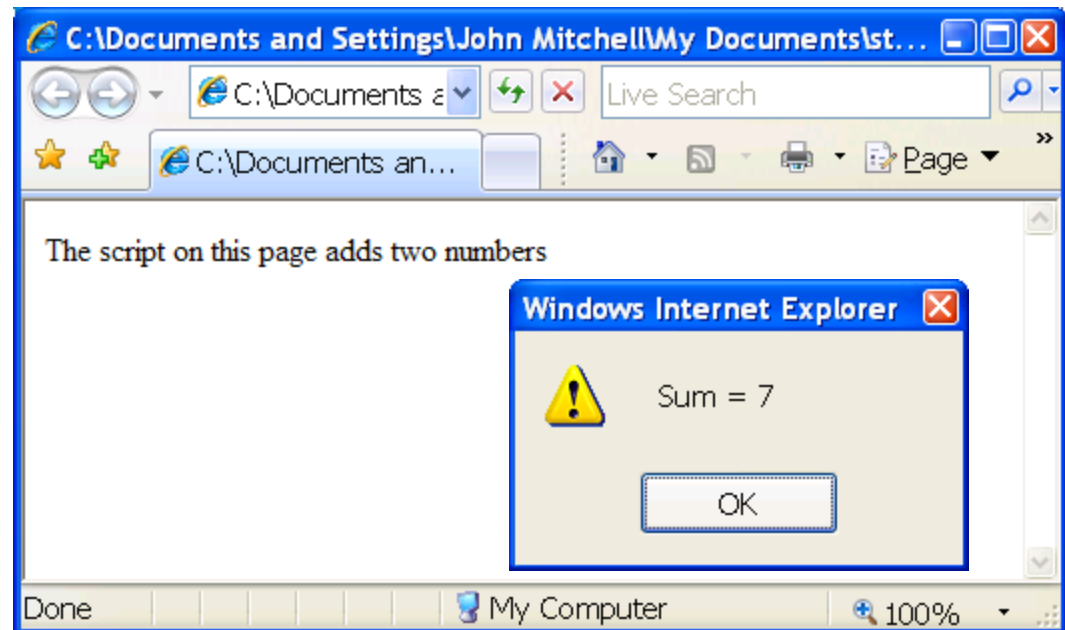 C:\Documents and Settings\John Mitchell\My Documents\st...
C:\Documents
Live Search
C:\Documents an...
Page
»
The script on this page adds two numbers
Windows Internet Explorer
Sum = 7
OK
Done
My Computer
100%